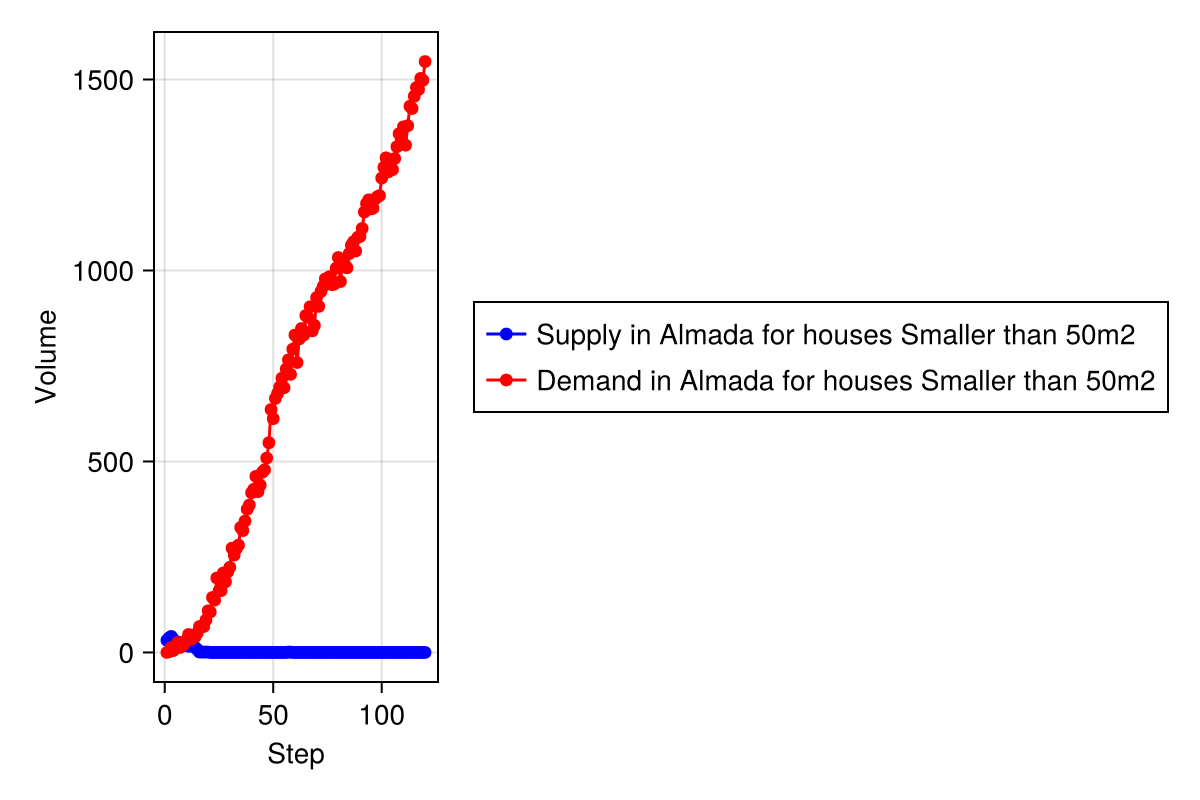 1500
1000
500
0
Volume
0 50 100
Step
Supply in Almada for houses Smaller than 50m2
Demand in Almada for houses Smaller than 50m2